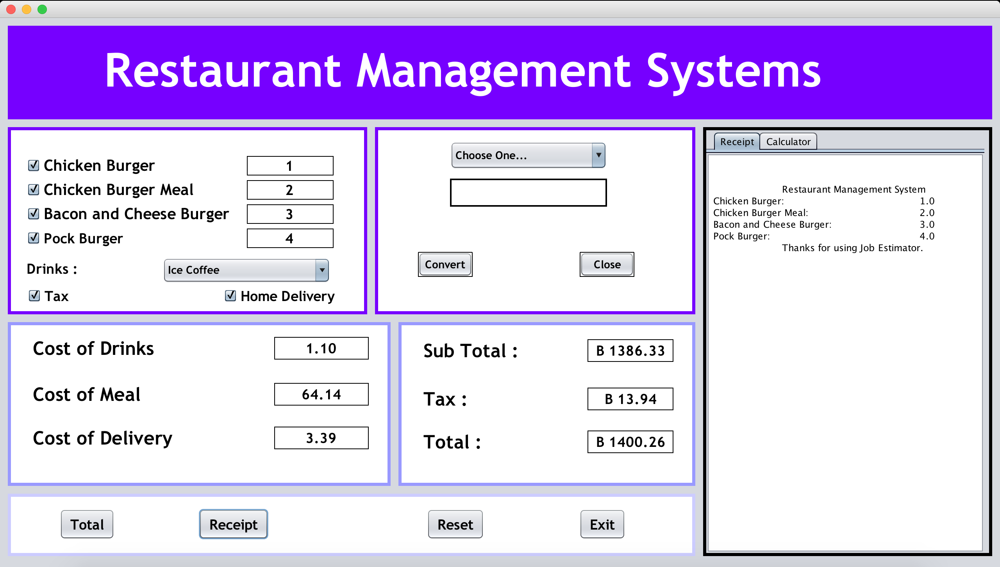 Restaurant Management Systems
Chicken Burger 1
Chicken Burger Meal 2
Bacon and Cheese Burger 3
Pock Burger 4
Drinks : Ice Coffee
Tax Home Delivery
Choose One...
Convert Close
Receipt Calculator
Restaurant Management System
Chicken Burger: 1.0
Chicken Burger Meal: 2.0
Bacon and Cheese Burger: 3.0
Pock Burger: 4.0
Thanks for using Job Estimator.
Cost of Drinks 1.10
Cost of Meal 64.14
Cost of Delivery 3.39
Sub Total : B 1386.33
Tax : B 13.94
Total : B 1400.26
Total Receipt Reset Exit